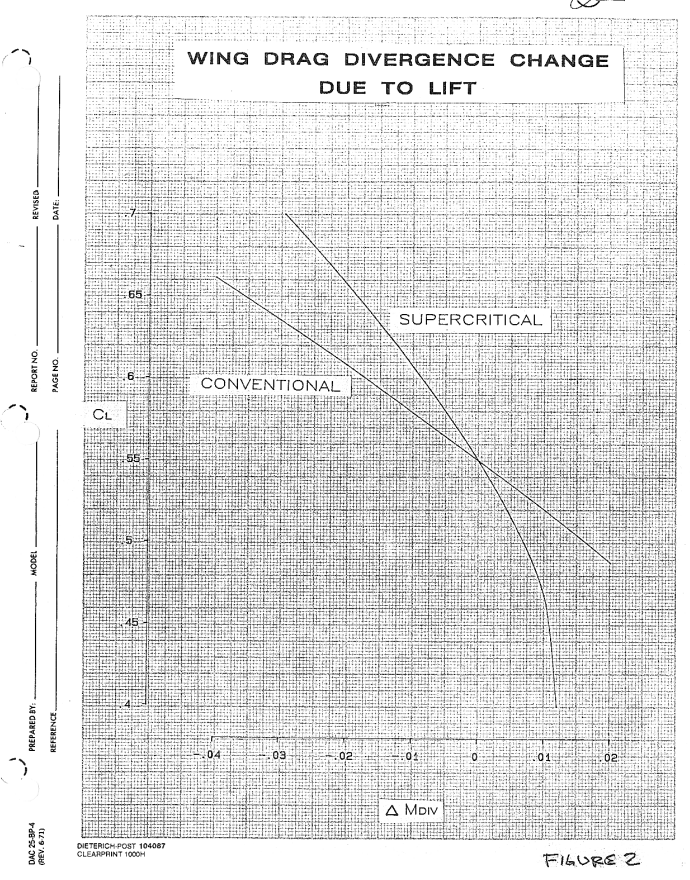 WING DRAG DIVERGENCE CHANGE
DUE TO LIFT
.7
.65
.6
.55
.5
.45
.4
CL
SUPERCRITICAL
CONVENTIONAL
-.04 -.03 -.02 -.01 0 .01 .02
Δ MDIV
PREPARED BY: MODEL REPORT NO. REVISED
REFERENCE PAGE NO. DATE:
DAC 25-BP-4
(REV. 6-71)
DIETERICH-POST 104087
CLEARPRINT 1000H
FIGURE 2